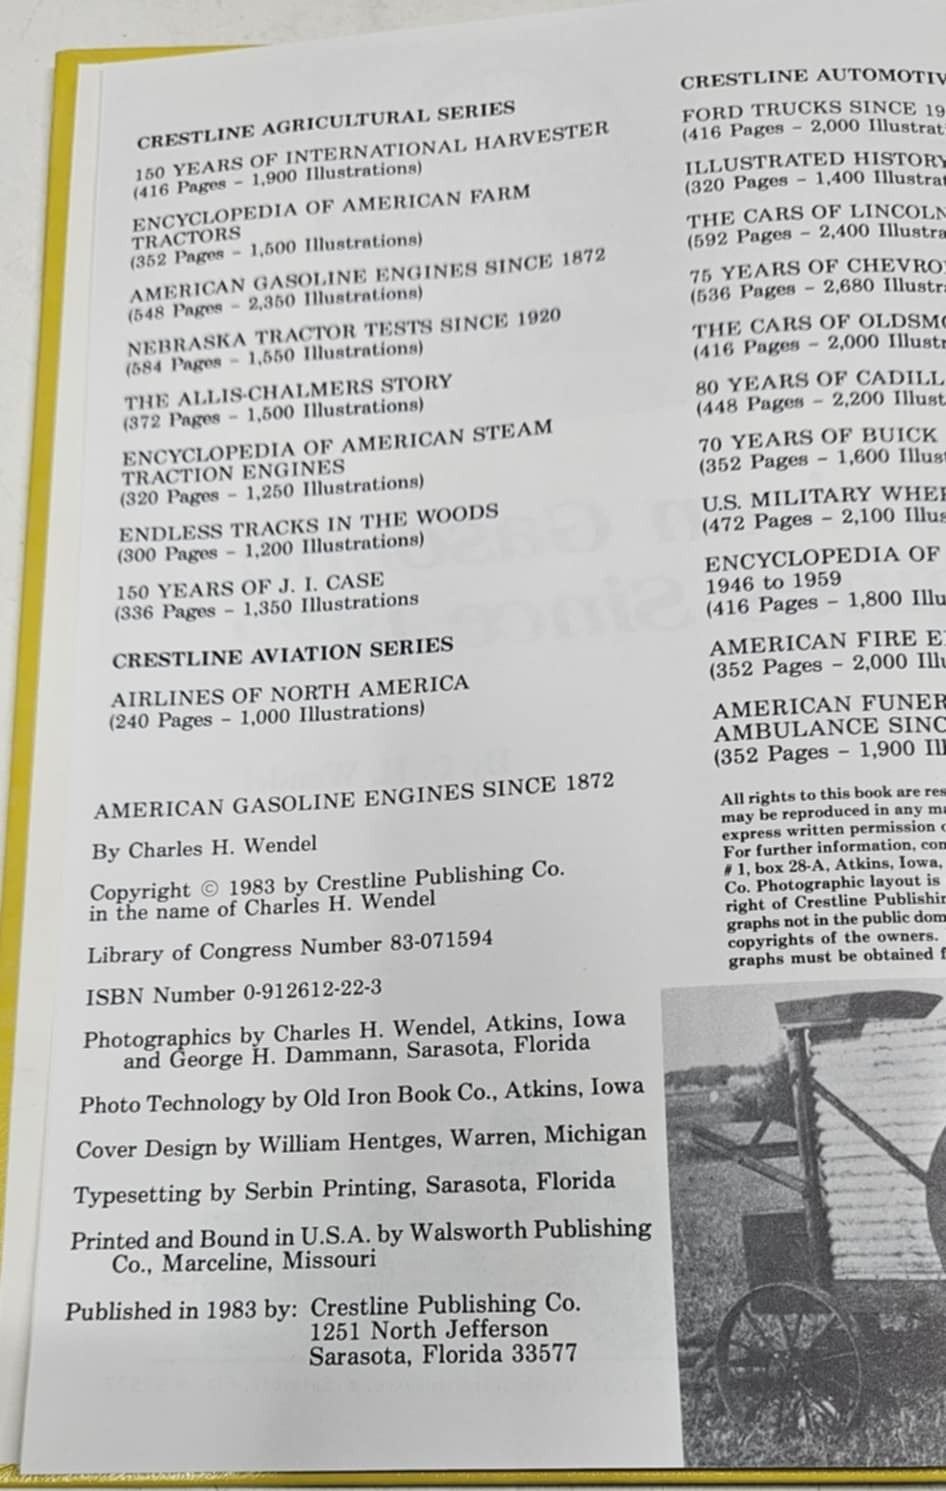 CRESTLINE AGRICULTURAL SERIES
150 YEARS OF INTERNATIONAL HARVESTER
(416 Pages – 1,900 Illustrations)
ENCYCLOPEDIA OF AMERICAN FARM
TRACTORS
(352 Pages – 1,500 Illustrations)
AMERICAN GASOLINE ENGINES SINCE 1872
(548 Pages – 2,350 Illustrations)
NEBRASKA TRACTOR TESTS SINCE 1920
(584 Pages – 1,550 Illustrations)
THE ALLIS-CHALMERS STORY
(372 Pages – 1,500 Illustrations)
ENCYCLOPEDIA OF AMERICAN STEAM
TRACTION ENGINES
(320 Pages – 1,250 Illustrations)
ENDLESS TRACKS IN THE WOODS
(300 Pages – 1,200 Illustrations)
150 YEARS OF J. I. CASE
(336 Pages – 1,350 Illustrations
CRESTLINE AVIATION SERIES
AIRLINES OF NORTH AMERICA
(240 Pages – 1,000 Illustrations)
AMERICAN GASOLINE ENGINES SINCE 1872
By Charles H. Wendel
Copyright © 1983 by Crestline Publishing Co.
in the name of Charles H. Wendel
Library of Congress Number 83-071594
ISBN Number 0-912612-22-3
Photographics by Charles H. Wendel, Atkins, Iowa
and George H. Dammann, Sarasota, Florida
Photo Technology by Old Iron Book Co., Atkins, Iowa
Cover Design by William Hentges, Warren, Michigan
Typesetting by Serbin Printing, Sarasota, Florida
Printed and Bound in U.S.A. by Walsworth Publishing
Co., Marceline, Missouri
Published in 1983 by: Crestline Publishing Co.
1251 North Jefferson
Sarasota, Florida 33577
CRESTLINE AUTOMOTIV
FORD TRUCKS SINCE 19
(416 Pages – 2,000 Illustrat
ILLUSTRATED HISTORY
(320 Pages – 1,400 Illustrat
THE CARS OF LINCOLN
(592 Pages – 2,400 Illustra
75 YEARS OF CHEVRO
(536 Pages – 2,680 Illustr
THE CARS OF OLDSMO
(416 Pages – 2,000 Illustr
80 YEARS OF CADILL
(448 Pages – 2,200 Illust
70 YEARS OF BUICK
(352 Pages – 1,600 Illust
U.S. MILITARY WHEE
(472 Pages – 2,100 Illus
ENCYCLOPEDIA OF
1946 to 1959
(416 Pages – 1,800 Illu
AMERICAN FIRE E
(352 Pages – 2,000 Illu
AMERICAN FUNER
AMBULANCE SINC
(352 Pages – 1,900 Ill
All rights to this book are res
may be reproduced in any ma
express written permission o
For further information, con
# 1, box 28-A, Atkins, Iowa,
Co. Photographic layout is
right of Crestline Publishin
graphs not in the public dom
copyrights of the owners.
graphs must be obtained f